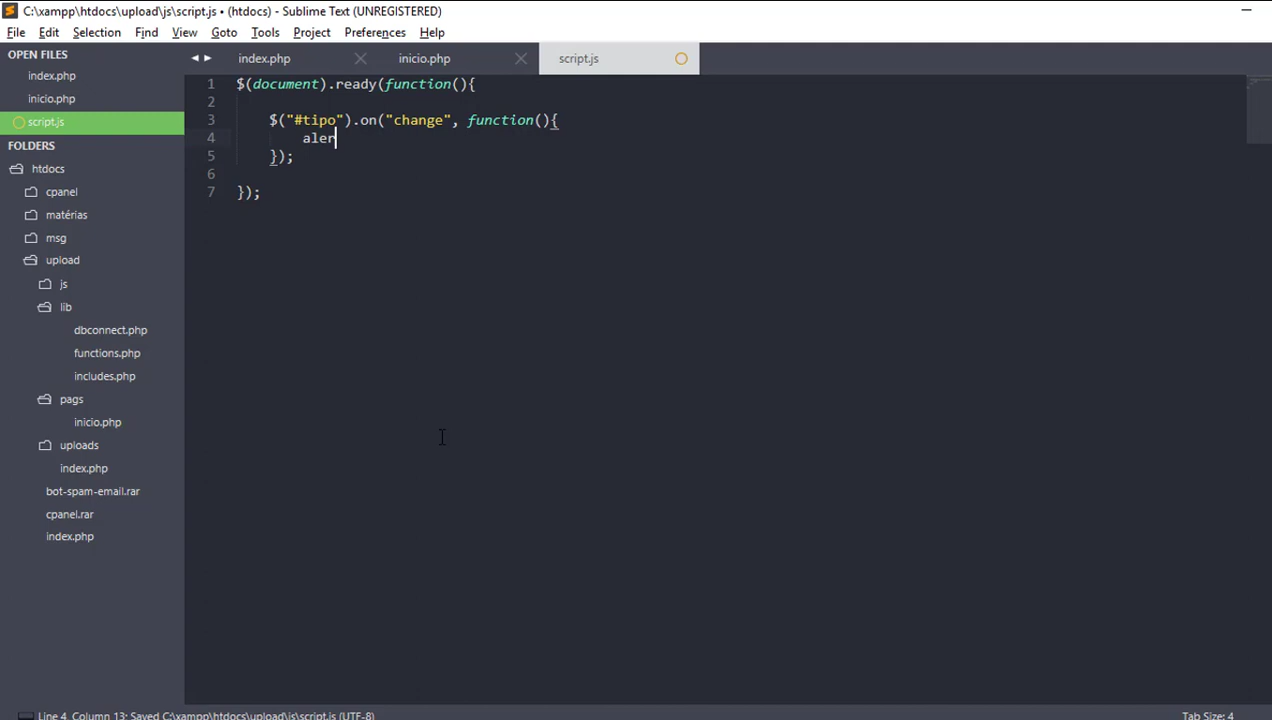 C:\xampp\htdocs\upload\js\script.js • (htdocs) - Sublime Text (UNREGISTERED)
File Edit Selection Find View Goto Tools Project Preferences Help
OPEN FILES
index.php
inicio.php
script.js
FOLDERS
htdocs
cpanel
matérias
msg
upload
js
lib
dbconnect.php
functions.php
includes.php
pags
inicio.php
uploads
index.php
bot-spam-email.rar
cpanel.rar
index.php
index.php inicio.php script.js
1 $(document).ready(function(){
2
3 $("#tipo").on("change", function(){
4 aler
5 });
6
7 });
Line 4, Column 13; Saved C:\xampp\htdocs\upload\js\script.js (UTF-8) Tab Size: 4